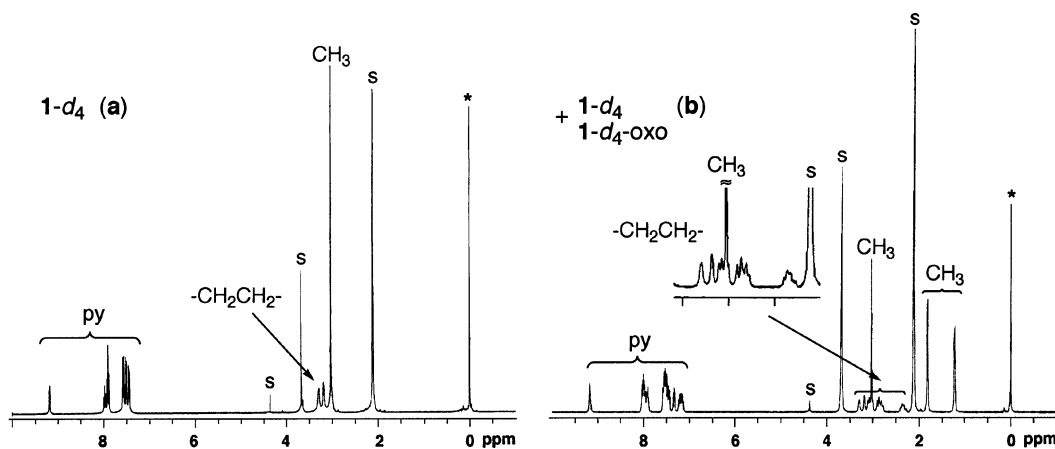 1-d4 (a)
CH3
s
*
s
-CH2CH2-
py
s
8
6
4
2
0 ppm
+ 1-d4 (b)
1-d4-oxo
s
s
*
CH3
≈
s
-CH2CH2-
CH3
CH3
py
s
8
6
4
2
0 ppm